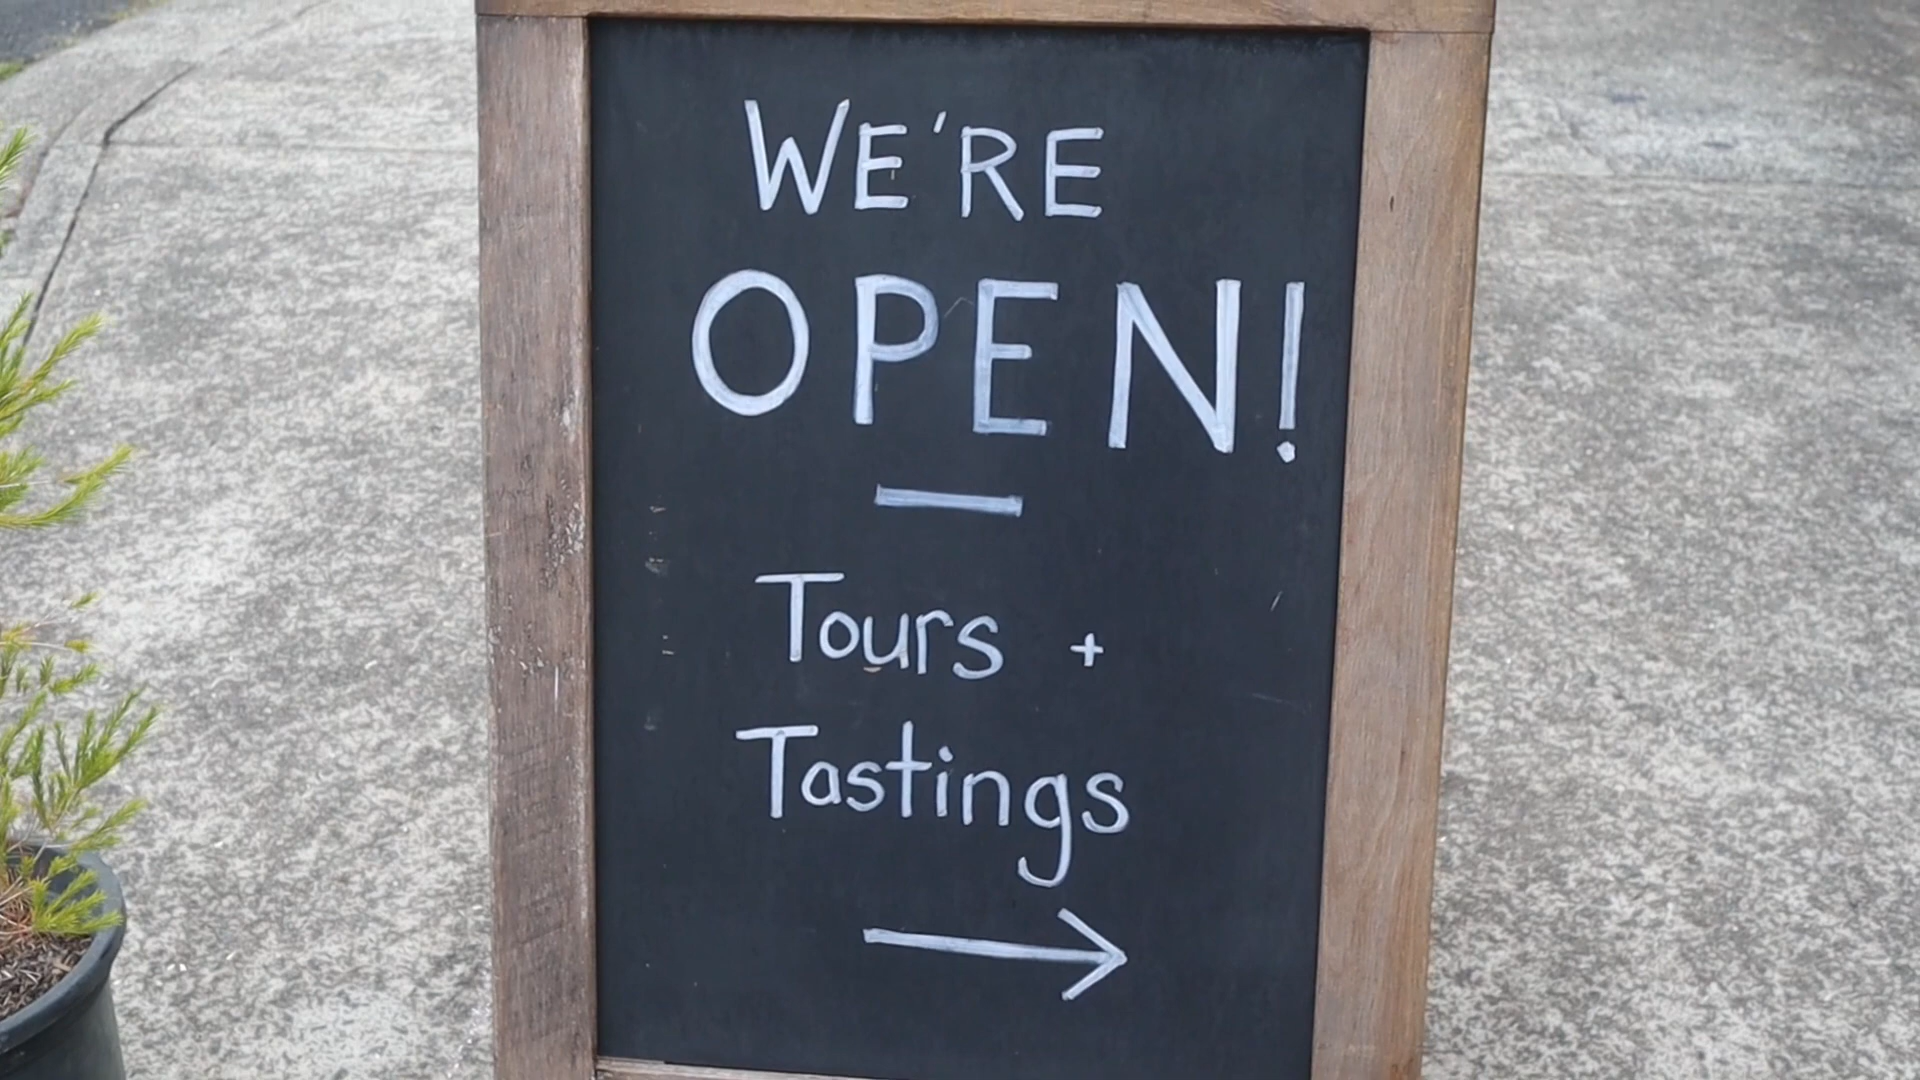 WE'RE
OPEN!
—
Tours +
Tastings
→